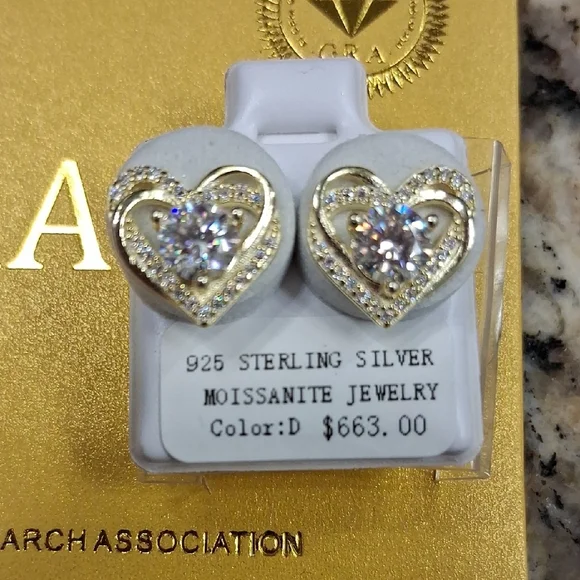 GRA
A
925 STERLING SILVER
MOISSANITE JEWELRY
Color:D $663.00
ARCH ASSOCIATION